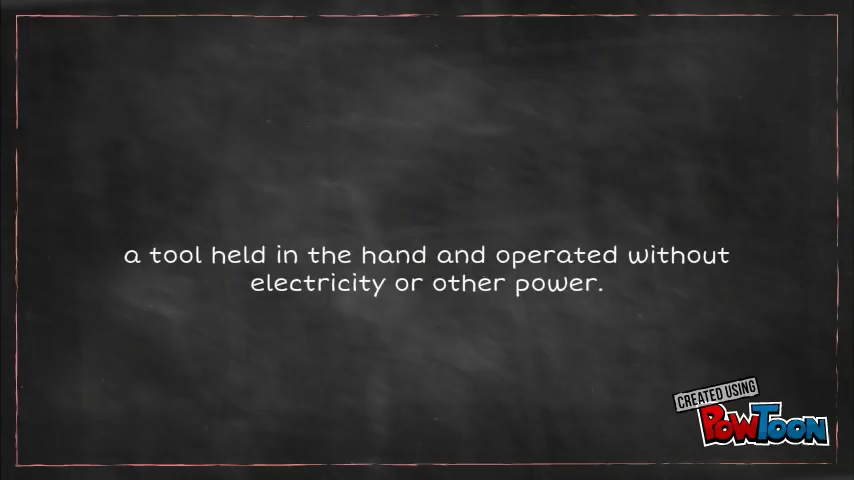 a tool held in the hand and operated without
electricity or other power.
CREATED USING
POWTOON